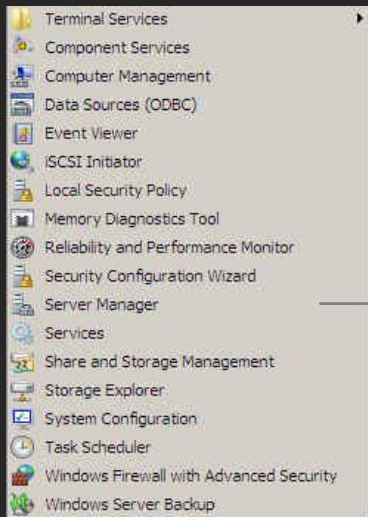 Terminal Services
Component Services
Computer Management
Data Sources (ODBC)
Event Viewer
iSCSI Initiator
Local Security Policy
Memory Diagnostics Tool
Reliability and Performance Monitor
Security Configuration Wizard
Server Manager
Services
Share and Storage Management
Storage Explorer
System Configuration
Task Scheduler
Windows Firewall with Advanced Security
Windows Server Backup